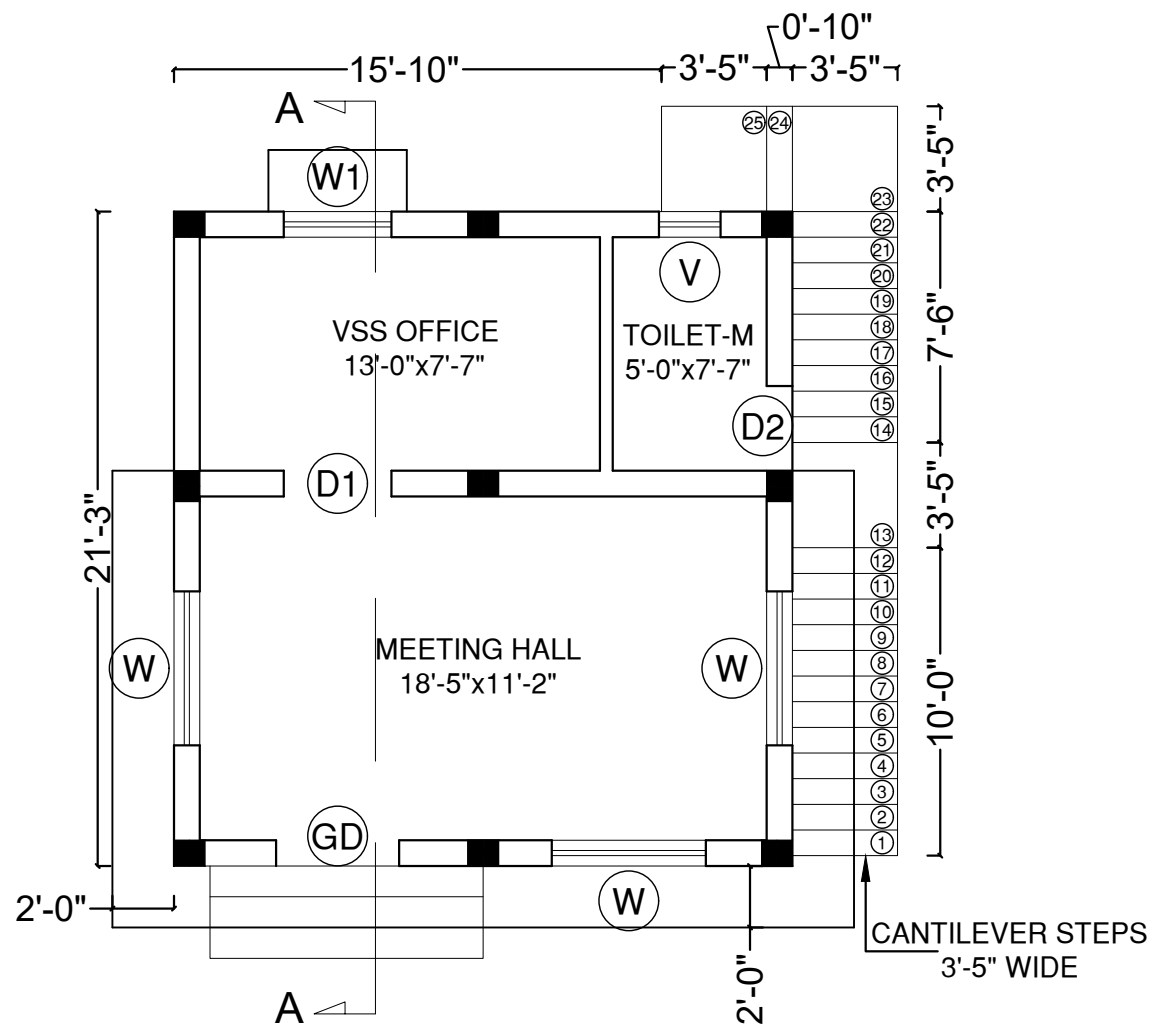 0'-10"
15'-10"
3'-5"
3'-5"
A
W1
25
24
3'-5"
23
22
21
20
19
18
17
16
15
14
7'-6"
V
VSS OFFICE
13'-0"x7'-7"
TOILET-M
5'-0"x7'-7"
D2
D1
21'-3"
3'-5"
13
12
11
10
9
8
7
6
5
4
3
2
1
10'-0"
MEETING HALL
18'-5"x11'-2"
W
W
GD
W
2'-0"
2'-0"
CANTILEVER STEPS
3'-5" WIDE
A